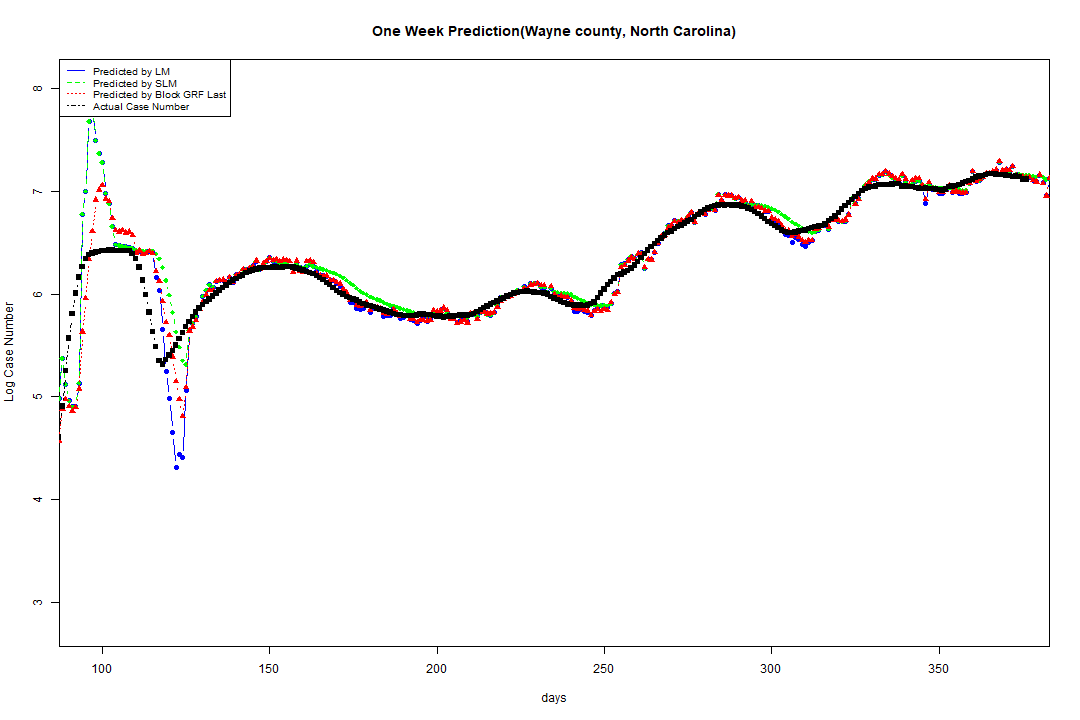 One Week Prediction(Wayne county, North Carolina)
Predicted by LM
Predicted by SLM
Predicted by Block GRF Last
Actual Case Number
8
7
6
5
4
3
Log Case Number
100 150 200 250 300 350
days